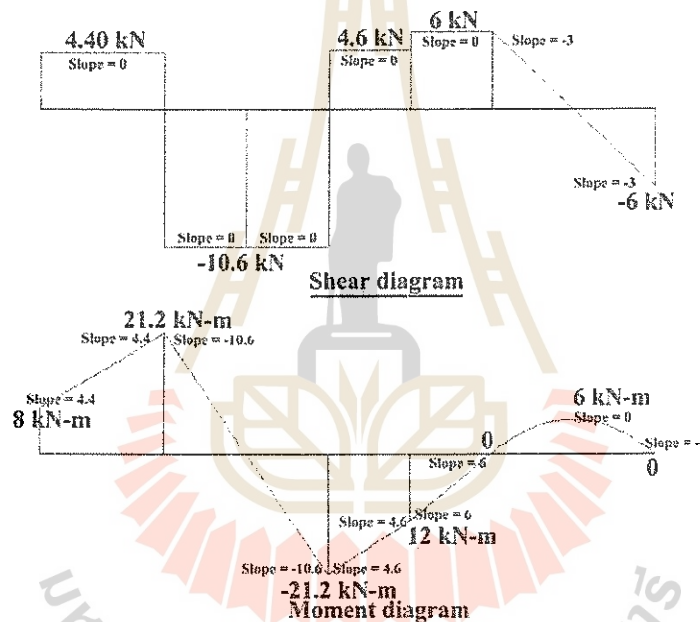 6 kN
4.40 kN
4.6 kN
Slope = 0
Slope = 0
Slope = 0
Slope = -3
Slope = -3
-6 kN
Slope = 0
Slope = 0
-10.6 kN
Shear diagram
21.2 kN-m
Slope = 4.4
Slope = -10.6
6 kN-m
Slope = 4.4
8 kN-m
Slope = 0
0
Slope = -
Slope = 6
0
Slope = 4.6
Slope = 6
12 kN-m
Slope = -10.6
Slope = 4.6
-21.2 kN-m
Moment diagram